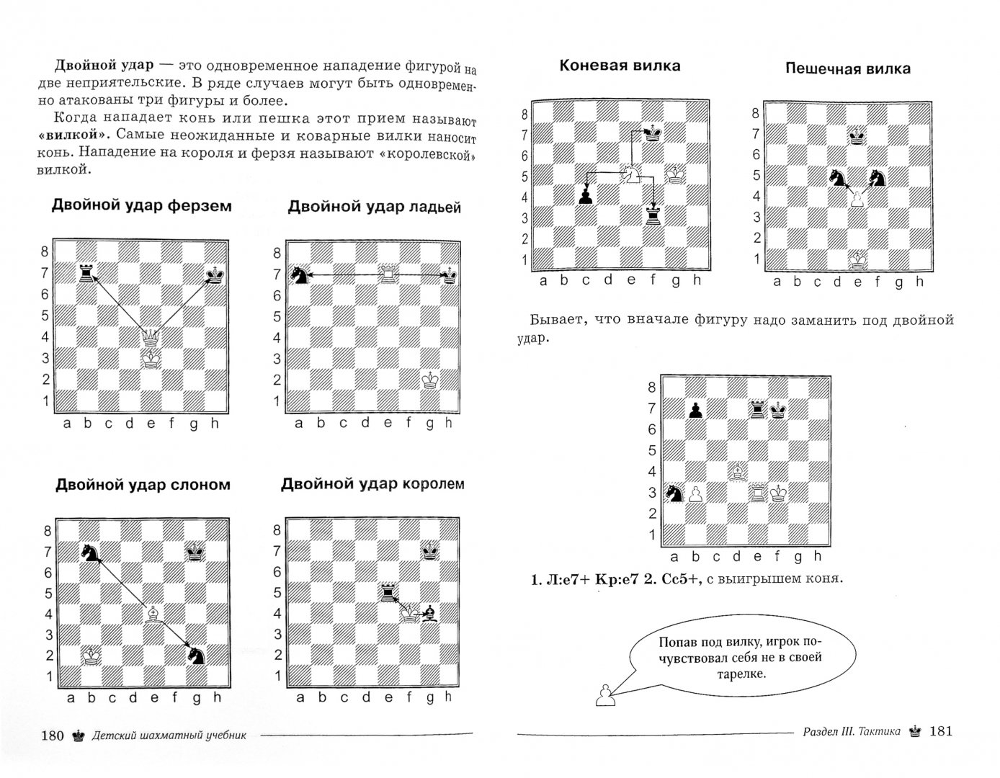 Двойной удар — это одновременное нападение фигурой на
две неприятельские. В ряде случаев могут быть одновремен-
но атакованы три фигуры и более.
Когда нападает конь или пешка этот прием называют
«вилкой». Самые неожиданные и коварные вилки наносит
конь. Нападение на короля и ферзя называют «королевской»
вилкой.
Двойной удар ферзем
8
7
6
5
4
3
2
1
a b c d e f g h
Двойной удар ладьей
8
7
6
5
4
3
2
1
a b c d e f g h
Двойной удар слоном
8
7
6
5
4
3
2
1
a b c d e f g h
Двойной удар королем
8
7
6
5
4
3
2
1
a b c d e f g h
180 Детский шахматный учебник
Коневая вилка
8
7
6
5
4
3
2
1
a b c d e f g h
Пешечная вилка
8
7
6
5
4
3
2
1
a b c d e f g h
Бывает, что вначале фигуру надо заманить под двойной
удар.
8
7
6
5
4
3
2
1
a b c d e f g h
1. Л:e7+ Кр:e7 2. Сc5+, с выигрышем коня.
Попав под вилку, игрок по-
чувствовал себя не в своей
тарелке.
Раздел III. Тактика 181